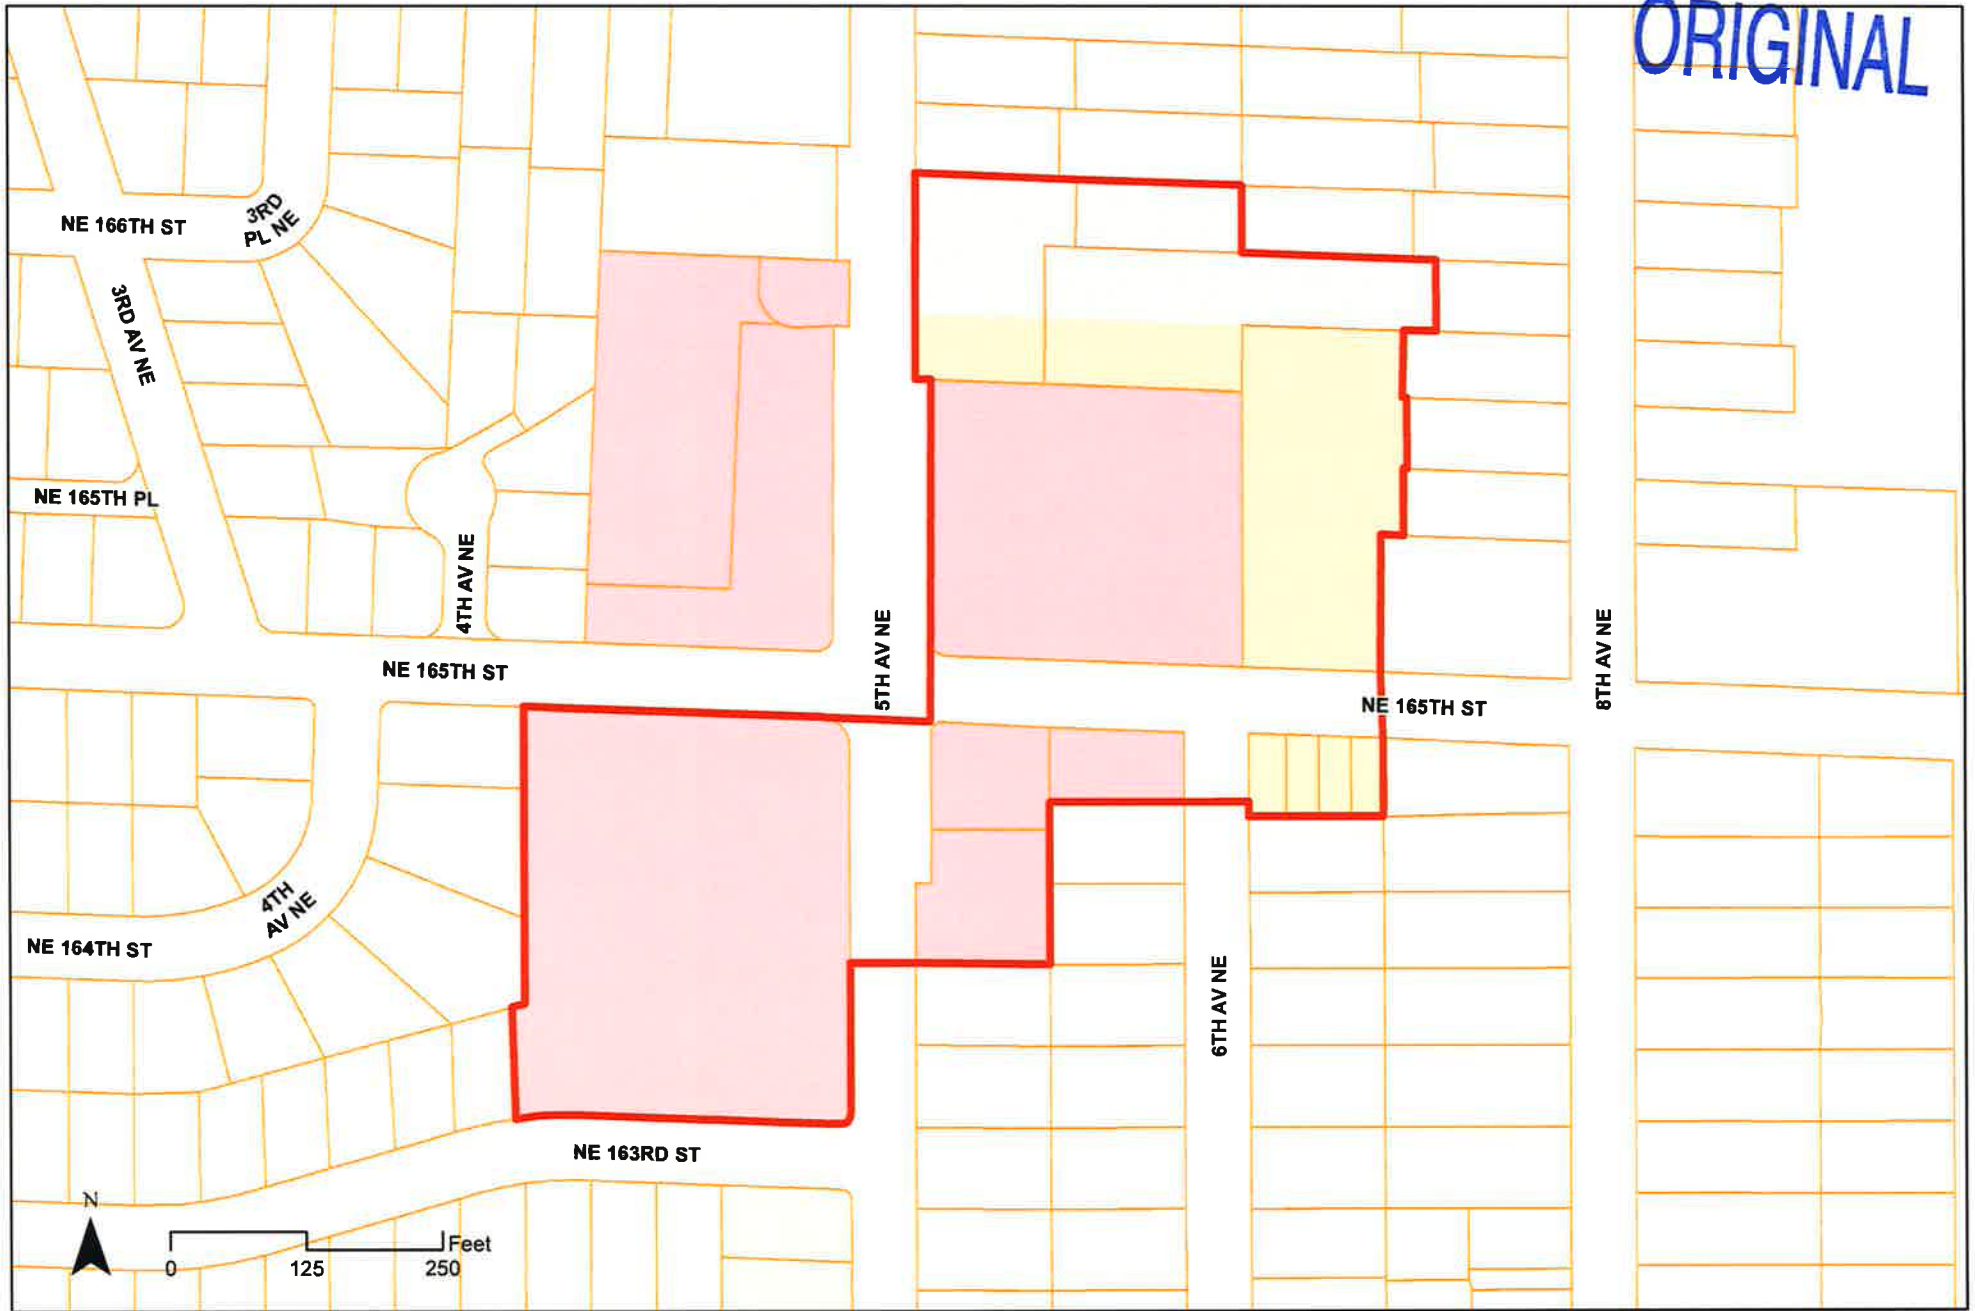 ORIGINAL
NE 166TH ST
3RD
PL NE
3RD AV NE
NE 165TH PL
4TH AV NE
NE 165TH ST
5TH AV NE
NE 165TH ST
8TH AV NE
4TH
AV NE
NE 164TH ST
6TH AV NE
NE 163RD ST
N
Feet
0 125 250